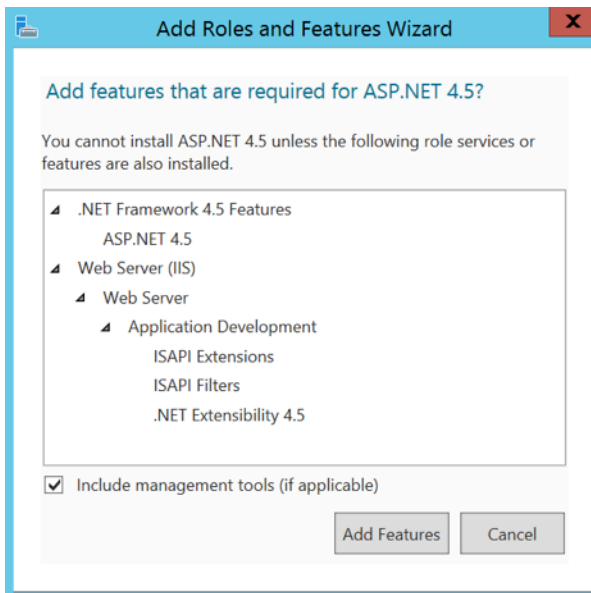 Add Roles and Features Wizard
X
Add features that are required for ASP.NET 4.5?
You cannot install ASP.NET 4.5 unless the following role services or
features are also installed.
.NET Framework 4.5 Features
ASP.NET 4.5
Web Server (IIS)
Web Server
Application Development
ISAPI Extensions
ISAPI Filters
.NET Extensibility 4.5
Include management tools (if applicable)
Add Features
Cancel